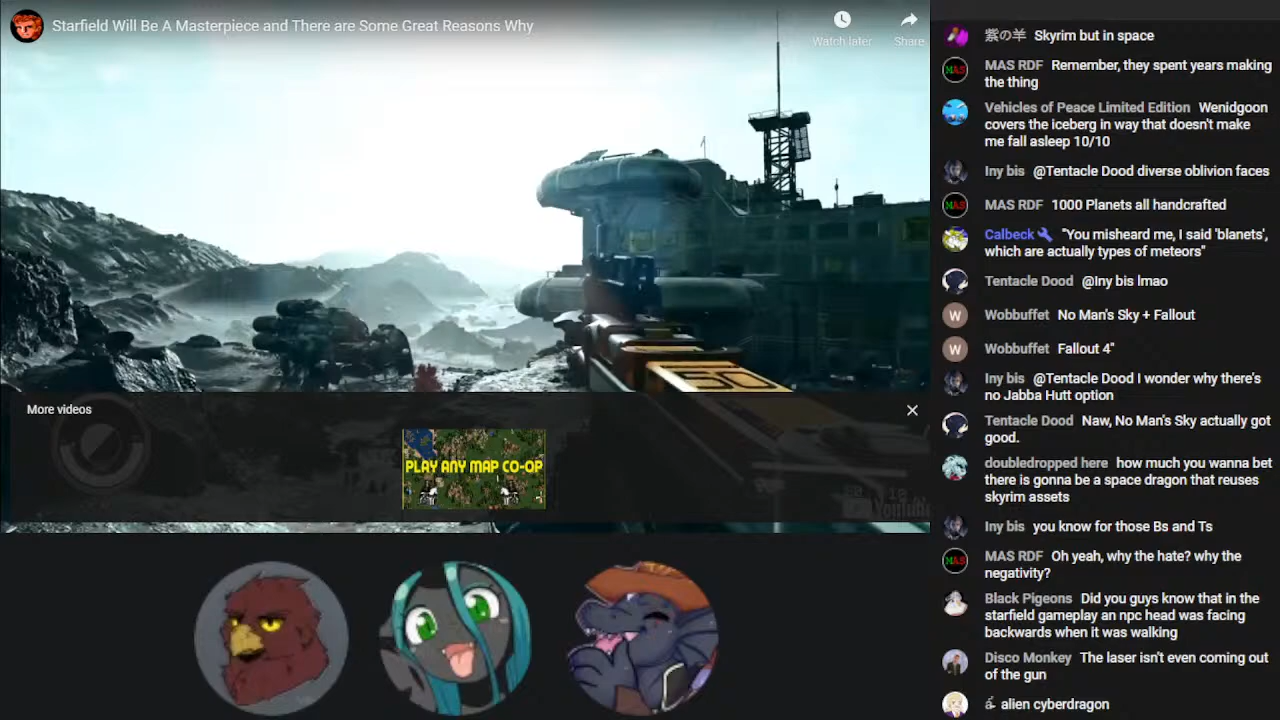 Starfield Will Be A Masterpiece and There are Some Great Reasons Why
Watch later
Share
More videos
PLAY ANY MAP CO-OP
YouTube
紫の羊 Skyrim but in space
MAS
MAS RDF Remember, they spent years making
the thing
Vehicles of Peace Limited Edition Wenidgoon
covers the iceberg in way that doesn't make
me fall asleep 10/10
Iny bis @Tentacle Dood diverse oblivion faces
MAS
MAS RDF 1000 Planets all handcrafted
Calbeck "You misheard me, I said 'blanets',
which are actually types of meteors"
Tentacle Dood @Iny bis lmao
W
Wobbuffet No Man's Sky + Fallout
W
Wobbuffet Fallout 4"
Iny bis @Tentacle Dood I wonder why there's
no Jabba Hutt option
Tentacle Dood Naw, No Man's Sky actually got
good.
doubledropped here how much you wanna bet
there is gonna be a space dragon that reuses
skyrim assets
Iny bis you know for those Bs and Ts
MAS
MAS RDF Oh yeah, why the hate? why the
negativity?
Black Pigeons Did you guys know that in the
starfield gameplay an npc head was facing
backwards when it was walking
Disco Monkey The laser isn't even coming out
of the gun
alien cyberdragon